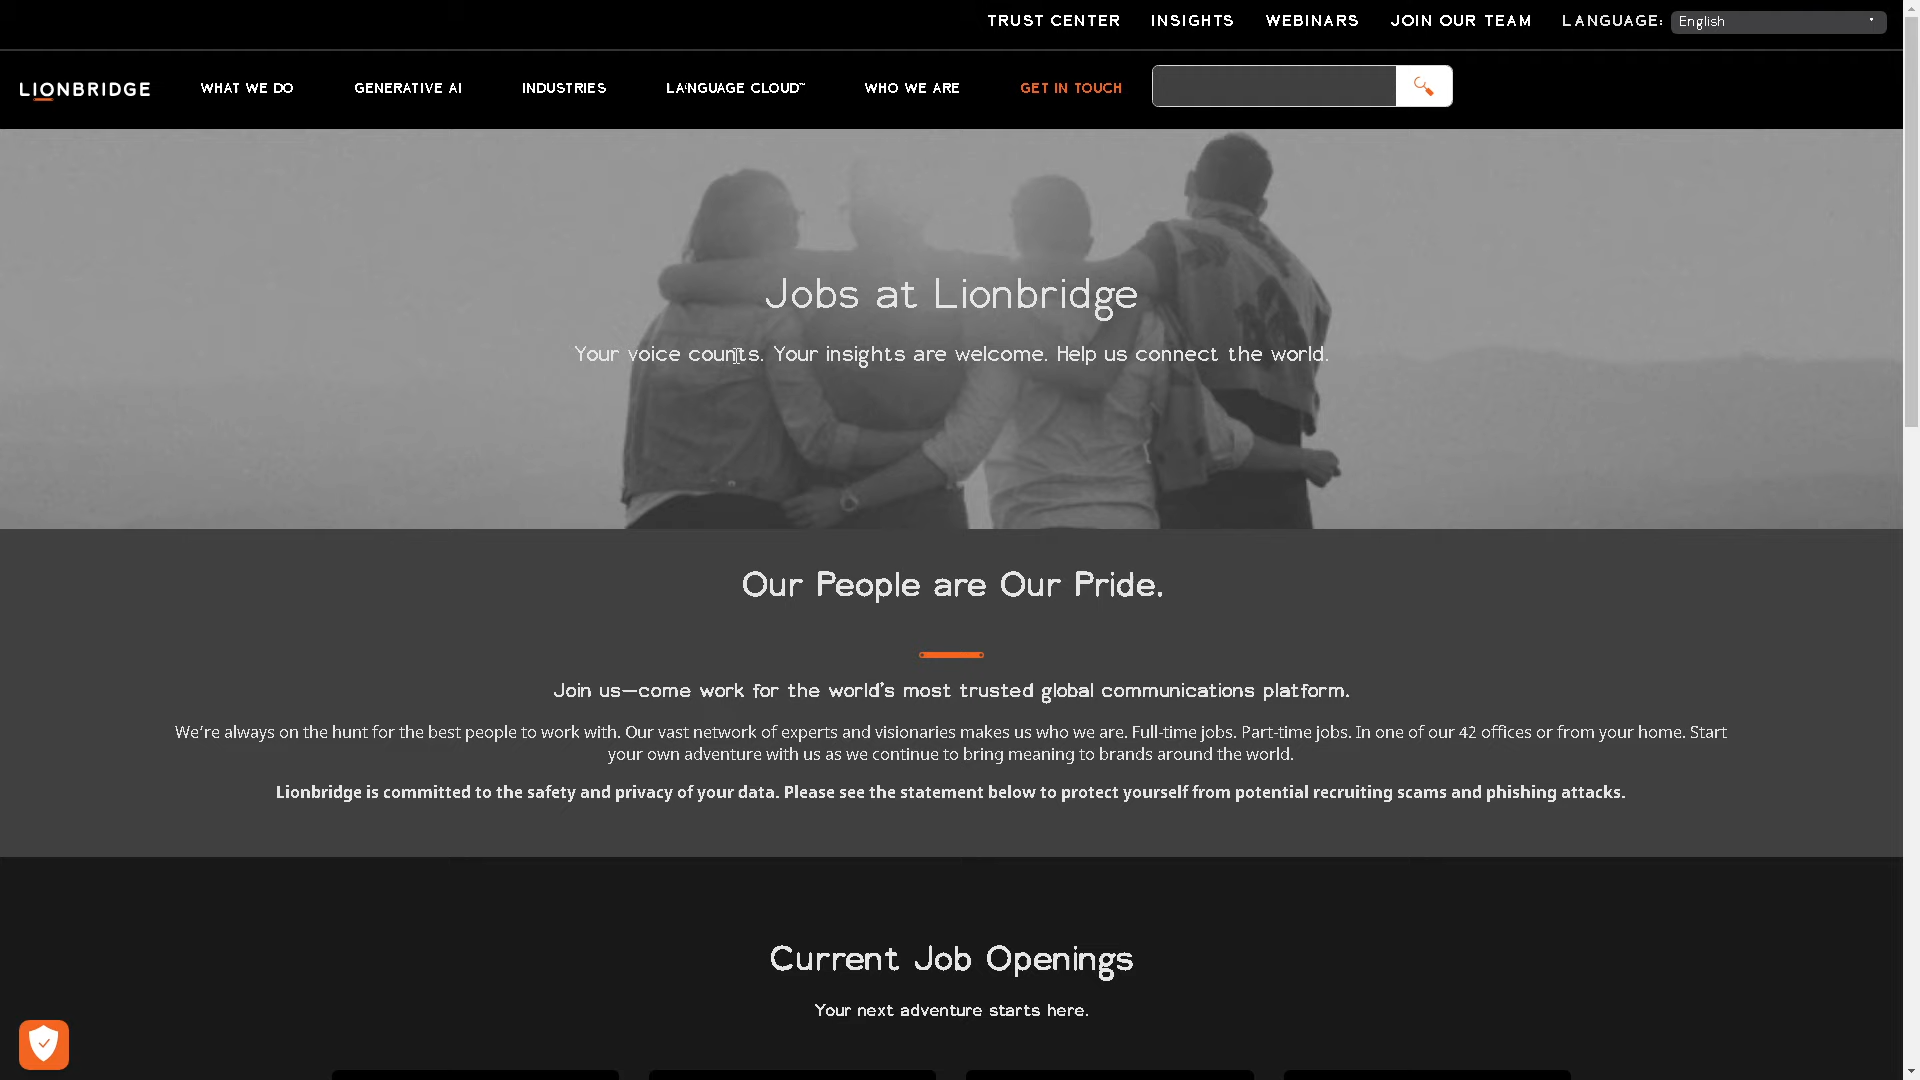 TRUST CENTER INSIGHTS WEBINARS JOIN OUR TEAM LANGUAGE: English
LIONBRIDGE WHAT WE DO GENERATIVE AI INDUSTRIES LANGUAGE CLOUD™ WHO WE ARE GET IN TOUCH
Jobs at Lionbridge
Your voice counts. Your insights are welcome. Help us connect the world.
Our People are Our Pride.
Join us—come work for the world's most trusted global communications platform.
We're always on the hunt for the best people to work with. Our vast network of experts and visionaries makes us who we are. Full-time jobs. Part-time jobs. In one of our 42 offices or from your home. Start
your own adventure with us as we continue to bring meaning to brands around the world.
Lionbridge is committed to the safety and privacy of your data. Please see the statement below to protect yourself from potential recruiting scams and phishing attacks.
Current Job Openings
Your next adventure starts here.